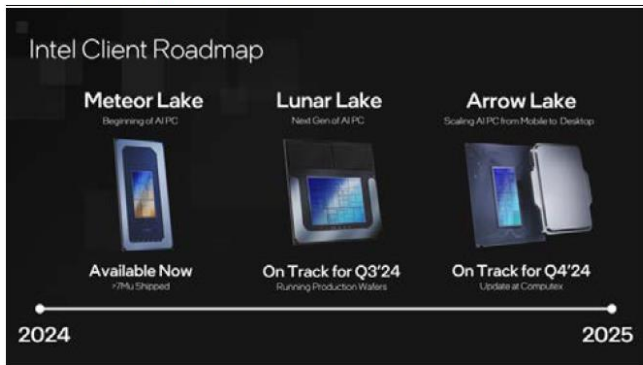 Intel Client Roadmap
Meteor Lake
Beginning of AI PC
Lunar Lake
Next Gen of AI PC
Arrow Lake
Scaling AI PC from Mobile to Desktop
Available Now
>7Mu Shipped
On Track for Q3'24
Running Production Wafers
On Track for Q4'24
Update at Computex
2024
2025